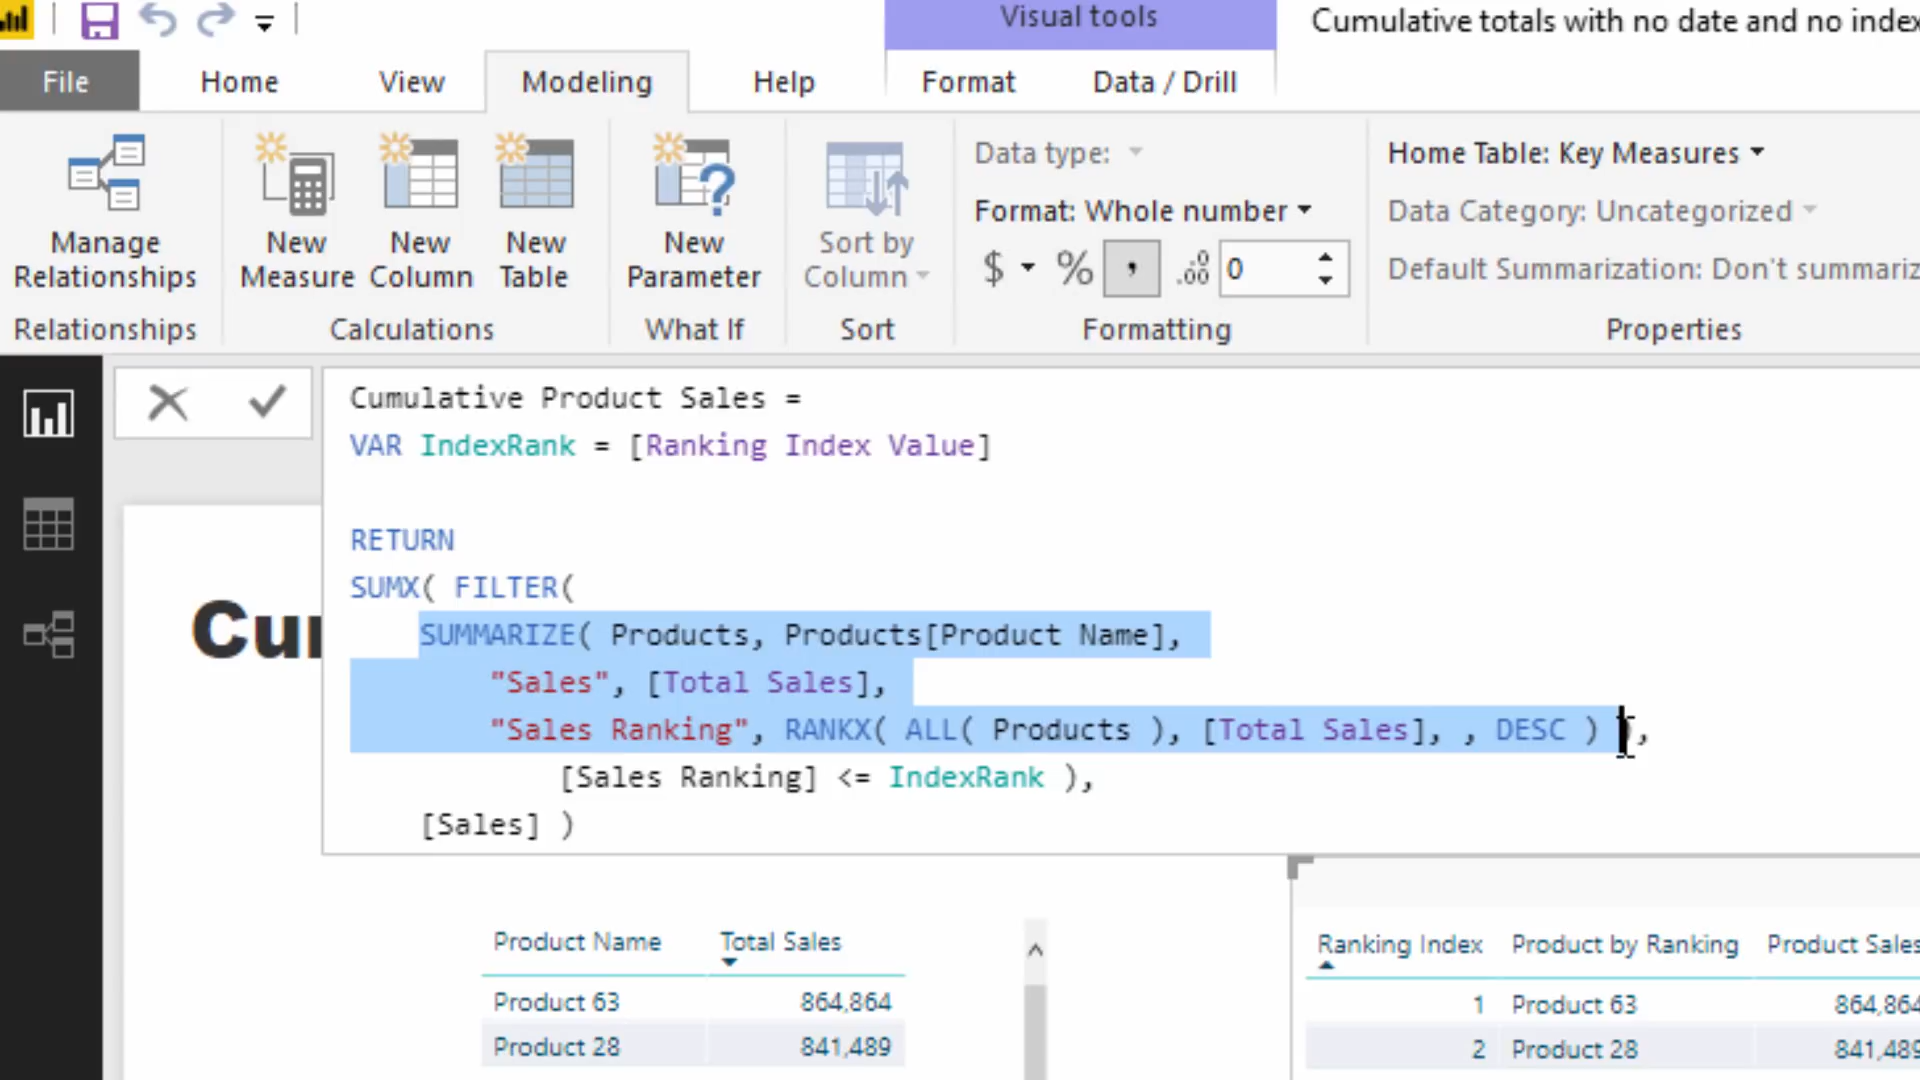 Visual tools
Cumulative totals with no date and no index
File Home View Modeling Help Format Data / Drill
Manage Relationships
New Measure
New Column
New Table
New Parameter
Sort by Column
Data type:
Format: Whole number
$ % , .00 0
Home Table: Key Measures
Data Category: Uncategorized
Default Summarization: Don't summariz
Relationships Calculations What If Sort Formatting Properties
Cumulative Product Sales =
VAR IndexRank = [Ranking Index Value]
RETURN
SUMX( FILTER(
SUMMARIZE( Products, Products[Product Name],
"Sales", [Total Sales],
"Sales Ranking", RANKX( ALL( Products ), [Total Sales], , DESC ) ),
[Sales Ranking] <= IndexRank ),
[Sales] )
Cu
Product Name Total Sales
Product 63 864,864
Product 28 841,489
Ranking Index Product by Ranking Product Sales
1 Product 63 864,864
2 Product 28 841,489